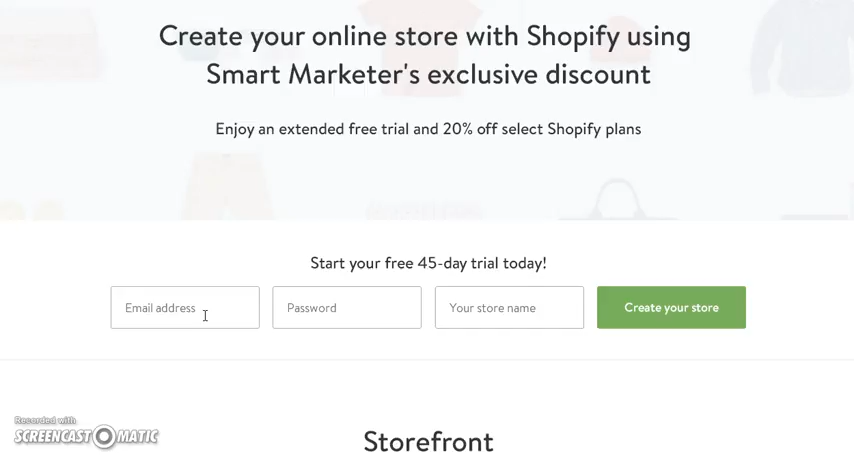 Create your online store with Shopify using
Smart Marketer's exclusive discount
Enjoy an extended free trial and 20% off select Shopify plans
Start your free 45-day trial today!
Email address
Password
Your store name
Create your store
Recorded with
SCREENCAST-O-MATIC
Storefront